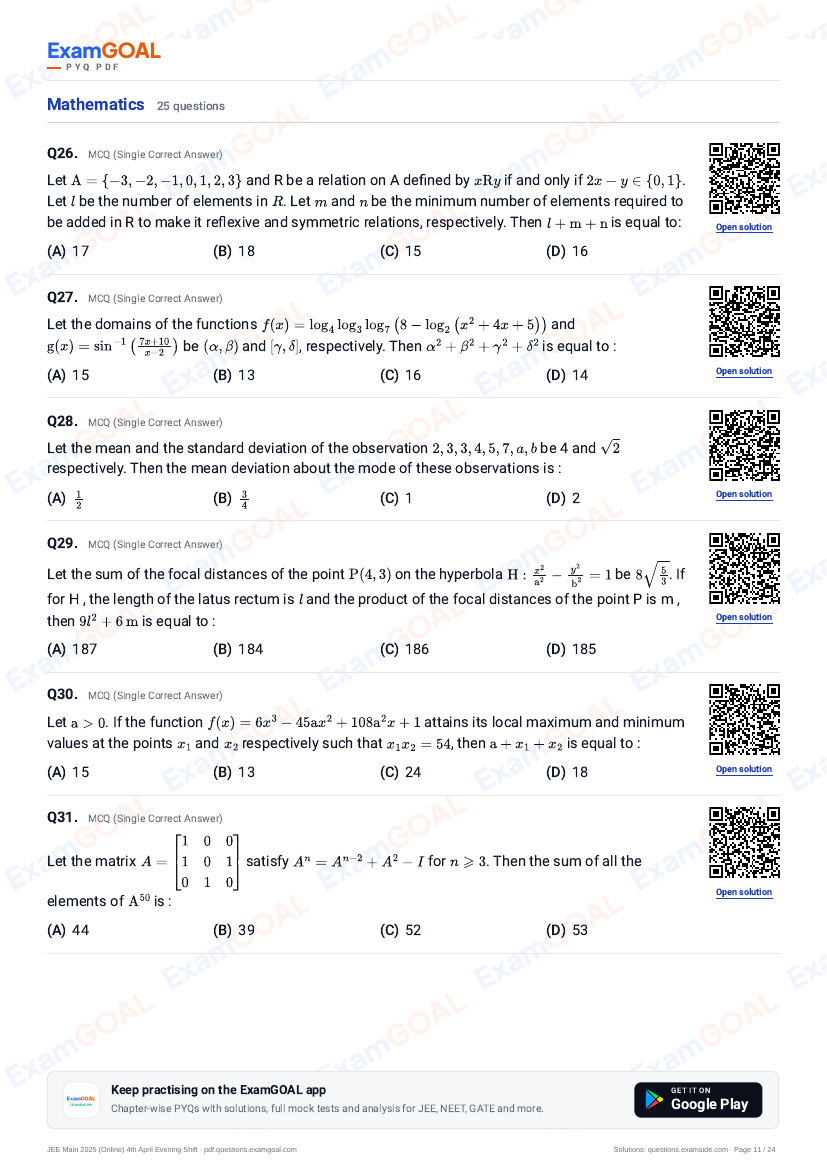 ExamGOAL
PYQ PDF
Mathematics 25 questions
Q26. MCQ (Single Correct Answer)
Let A = {−3, −2, −1, 0, 1, 2, 3} and R be a relation on A defined by xRy if and only if 2x − y ∈ {0, 1}.
Let l be the number of elements in R. Let m and n be the minimum number of elements required to
be added in R to make it reflexive and symmetric relations, respectively. Then l + m + n is equal to:
(A) 17 (B) 18 (C) 15 (D) 16
Open solution
Q27. MCQ (Single Correct Answer)
Let the domains of the functions f(x) = log₄ log₃ log₇ (8 − log₂ (x² + 4x + 5)) and
g(x) = sin⁻¹ ((7x+10)/(x−2)) be (α, β) and [γ, δ], respectively. Then α² + β² + γ² + δ² is equal to :
(A) 15 (B) 13 (C) 16 (D) 14
Open solution
Q28. MCQ (Single Correct Answer)
Let the mean and the standard deviation of the observation 2, 3, 3, 4, 5, 7, a, b be 4 and √2
respectively. Then the mean deviation about the mode of these observations is :
(A) 1/2 (B) 3/4 (C) 1 (D) 2
Open solution
Q29. MCQ (Single Correct Answer)
Let the sum of the focal distances of the point P(4, 3) on the hyperbola H : x²/a² − y²/b² = 1 be 8√(5/3). If
for H , the length of the latus rectum is l and the product of the focal distances of the point P is m ,
then 9l² + 6 m is equal to :
(A) 187 (B) 184 (C) 186 (D) 185
Open solution
Q30. MCQ (Single Correct Answer)
Let a > 0. If the function f(x) = 6x³ − 45ax² + 108a²x + 1 attains its local maximum and minimum
values at the points x₁ and x₂ respectively such that x₁x₂ = 54, then a + x₁ + x₂ is equal to :
(A) 15 (B) 13 (C) 24 (D) 18
Open solution
Q31. MCQ (Single Correct Answer)
Let the matrix A = [1 0 0; 1 0 1; 0 1 0] satisfy Aⁿ = Aⁿ⁻² + A² − I for n ⩾ 3. Then the sum of all the
elements of A⁵⁰ is :
(A) 44 (B) 39 (C) 52 (D) 53
Open solution
ExamGOAL
Keep practising on the ExamGOAL app
Chapter-wise PYQs with solutions, full mock tests and analysis for JEE, NEET, GATE and more.
GET IT ON
Google Play
JEE Main 2025 (Online) 4th April Evening Shift · pdf.questions.examgoal.com
Solutions: questions.examside.com · Page 11 / 24